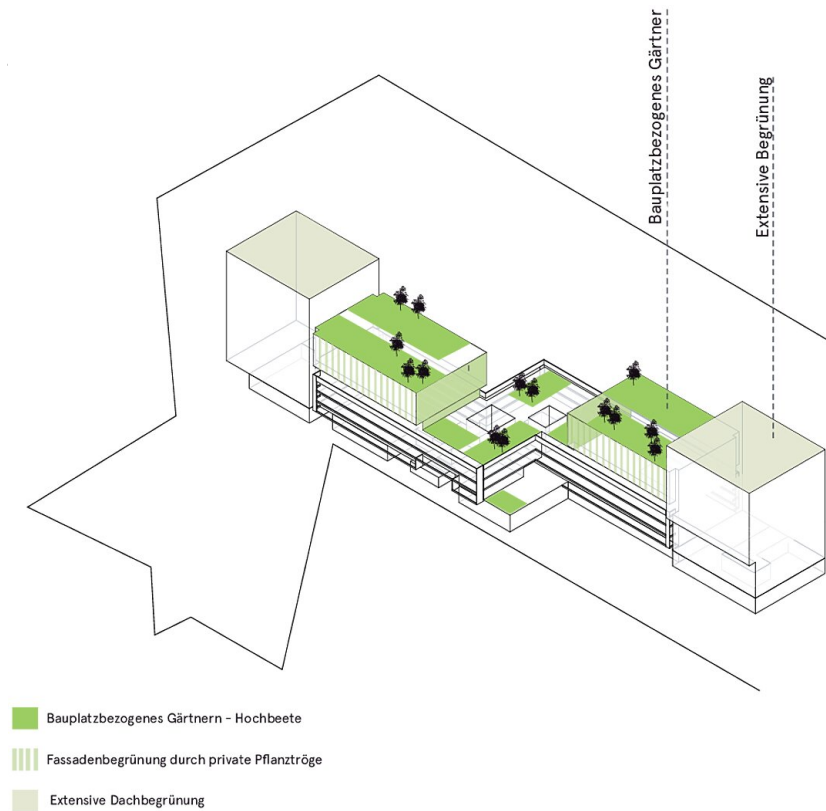 Bauplatzbezogenes Gärtner
Extensive Begrünung
Bauplatzbezogenes Gärtnern - Hochbeete
Fassadenbegrünung durch private Pflanztröge
Extensive Dachbegrünung